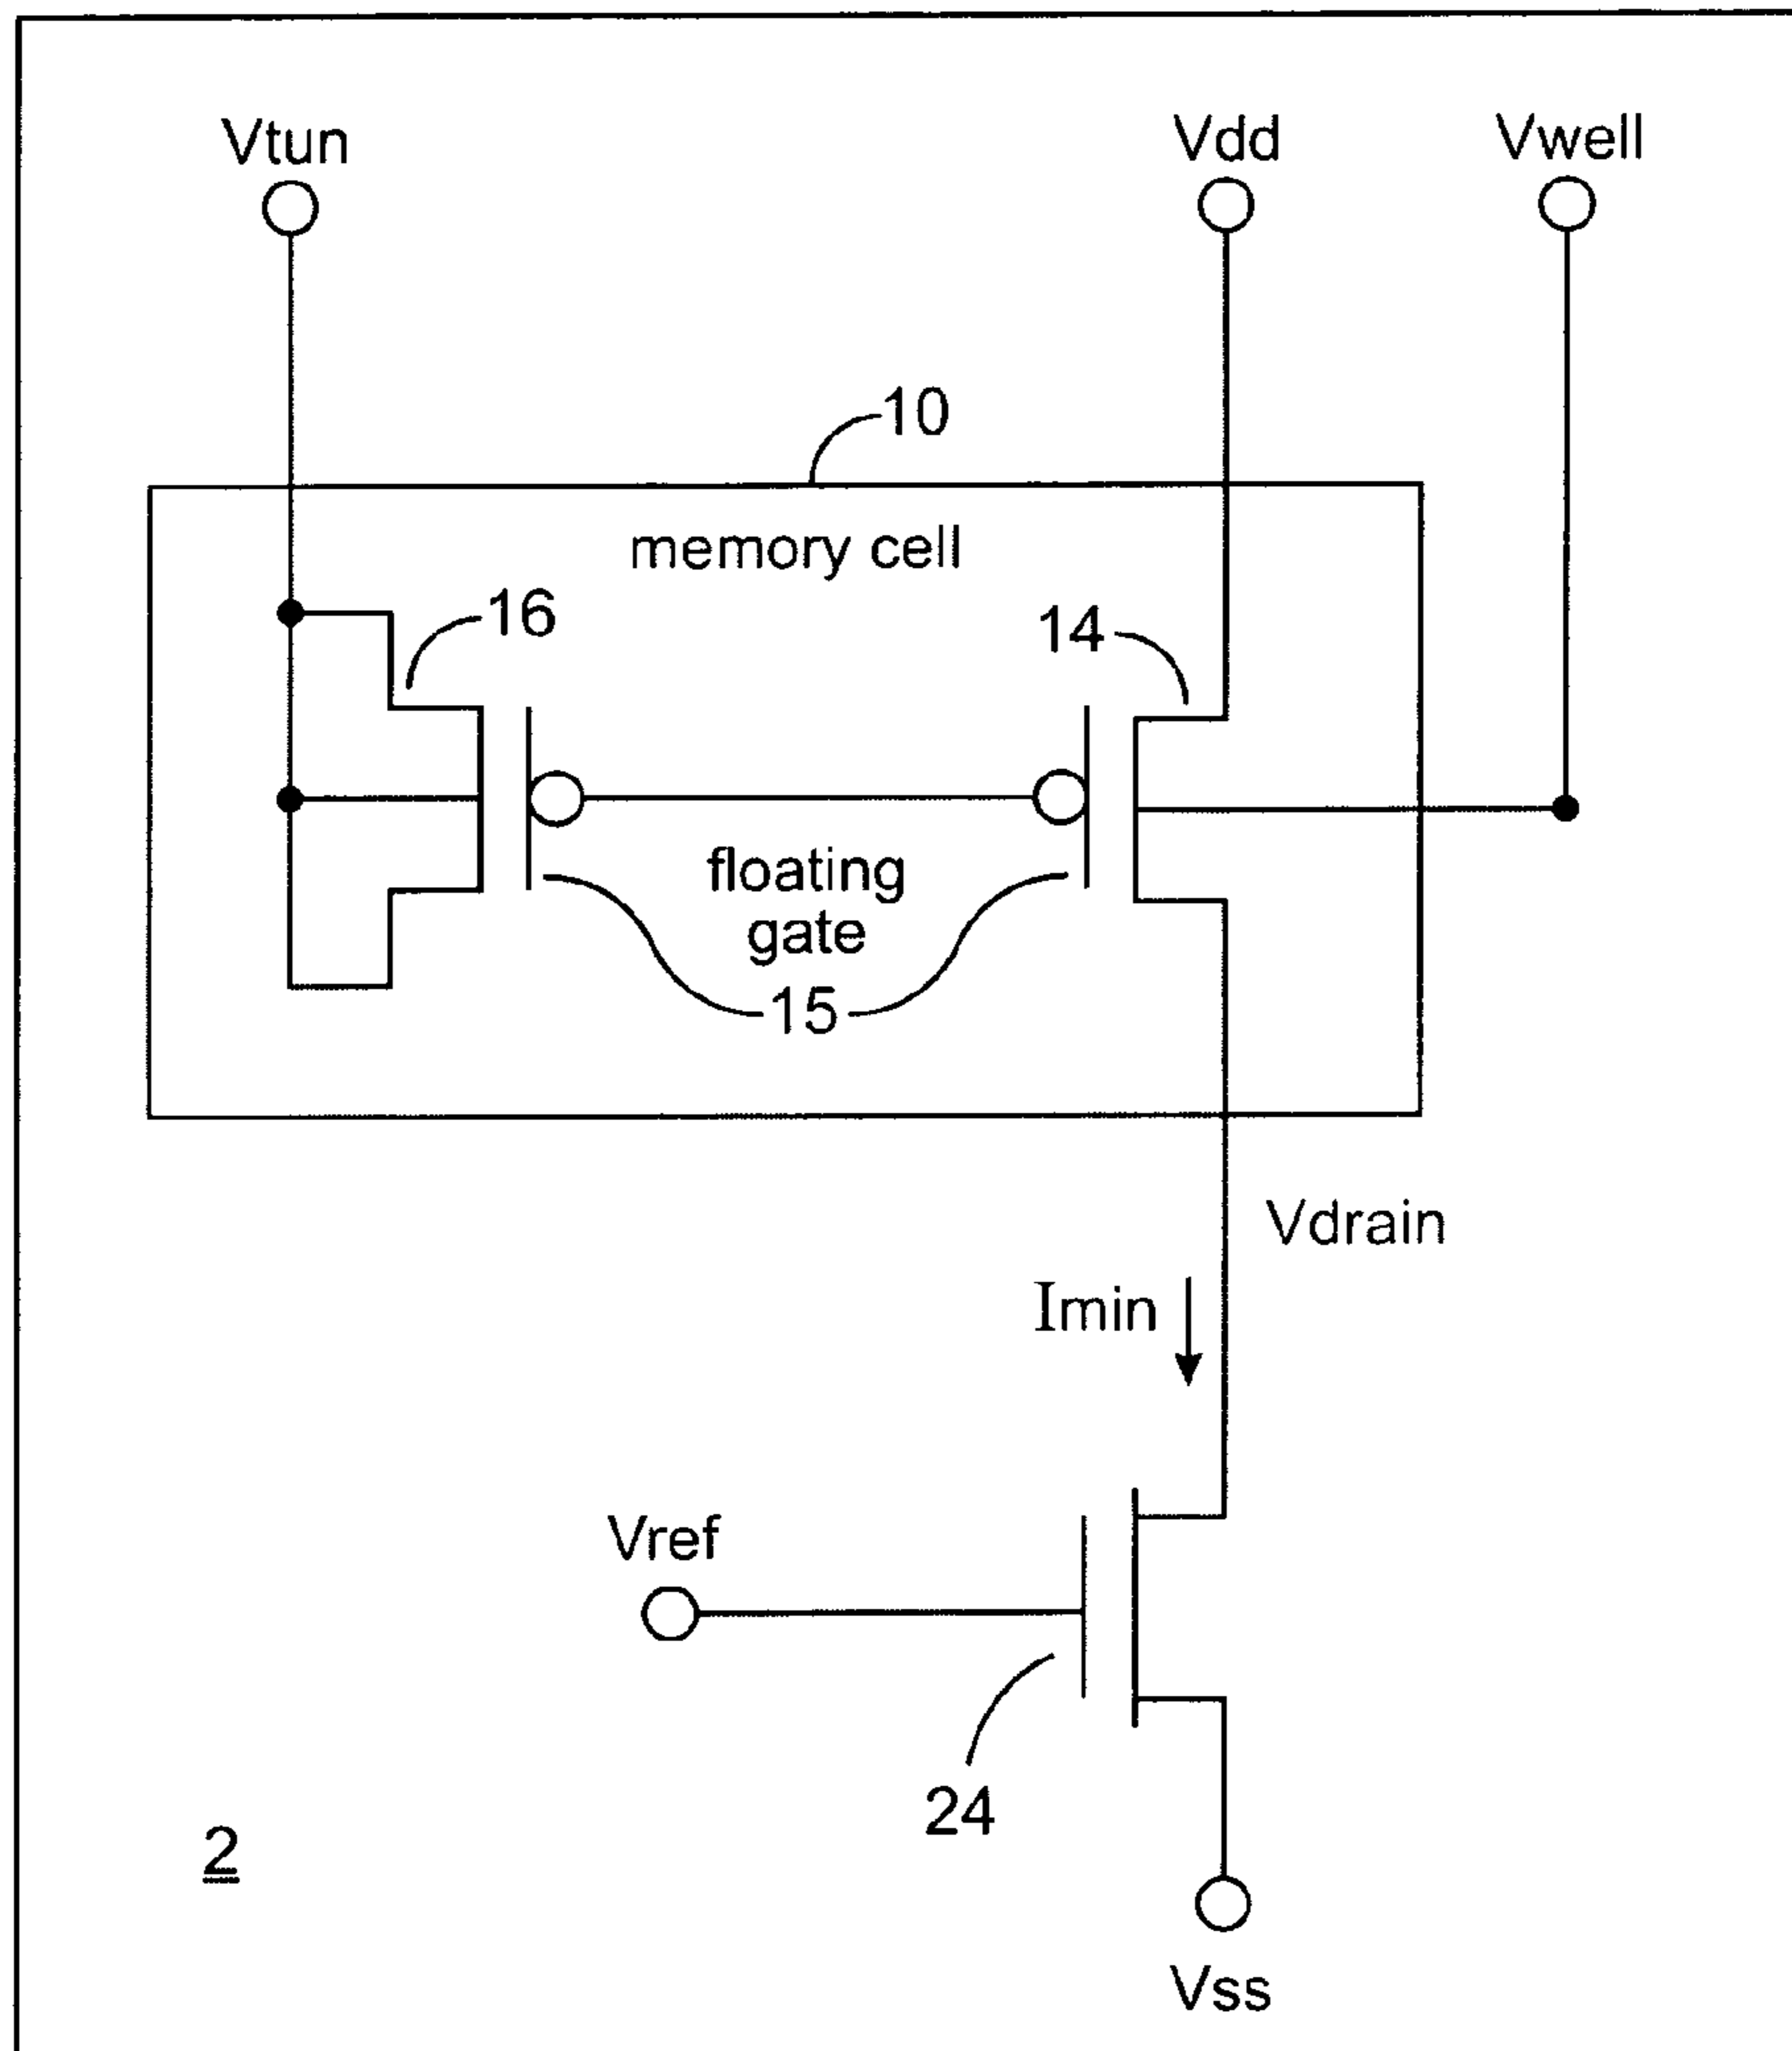 Vtun
Vdd
Vwell
10
memory cell
16
14
floating
gate
15
Vdrain
Imin
Vref
24
2
Vss